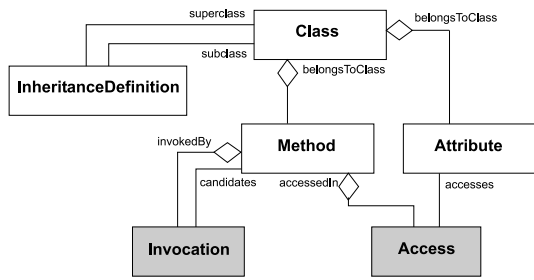 superclass
Class
belongsToClass
subclass
InheritanceDefinition
belongsToClass
invokedBy
Method
Attribute
candidates
accessedIn
accesses
Invocation
Access